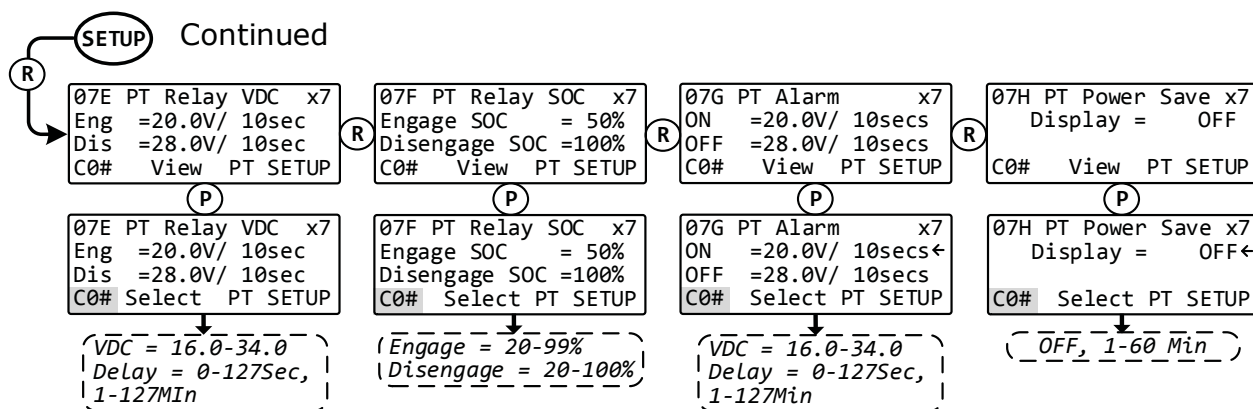 SETUP Continued
R
07E PT Relay VDC x7
Eng =20.0V/ 10sec
Dis =28.0V/ 10sec
C0# View PT SETUP
R
07F PT Relay SOC x7
Engage SOC = 50%
Disengage SOC =100%
C0# View PT SETUP
R
07G PT Alarm x7
ON =20.0V/ 10secs
OFF =28.0V/ 10secs
C0# View PT SETUP
R
07H PT Power Save x7
Display = OFF
C0# View PT SETUP
P
P
P
P
07E PT Relay VDC x7
Eng =20.0V/ 10sec
Dis =28.0V/ 10sec
C0# Select PT SETUP
07F PT Relay SOC x7
Engage SOC = 50%
Disengage SOC =100%
C0# Select PT SETUP
07G PT Alarm x7
ON =20.0V/ 10secs←
OFF =28.0V/ 10secs
C0# Select PT SETUP
07H PT Power Save x7
Display = OFF←
C0# Select PT SETUP
VDC = 16.0-34.0
Delay = 0-127Sec,
1-127MIn
Engage = 20-99%
Disengage = 20-100%
VDC = 16.0-34.0
Delay = 0-127Sec,
1-127Min
OFF, 1-60 Min